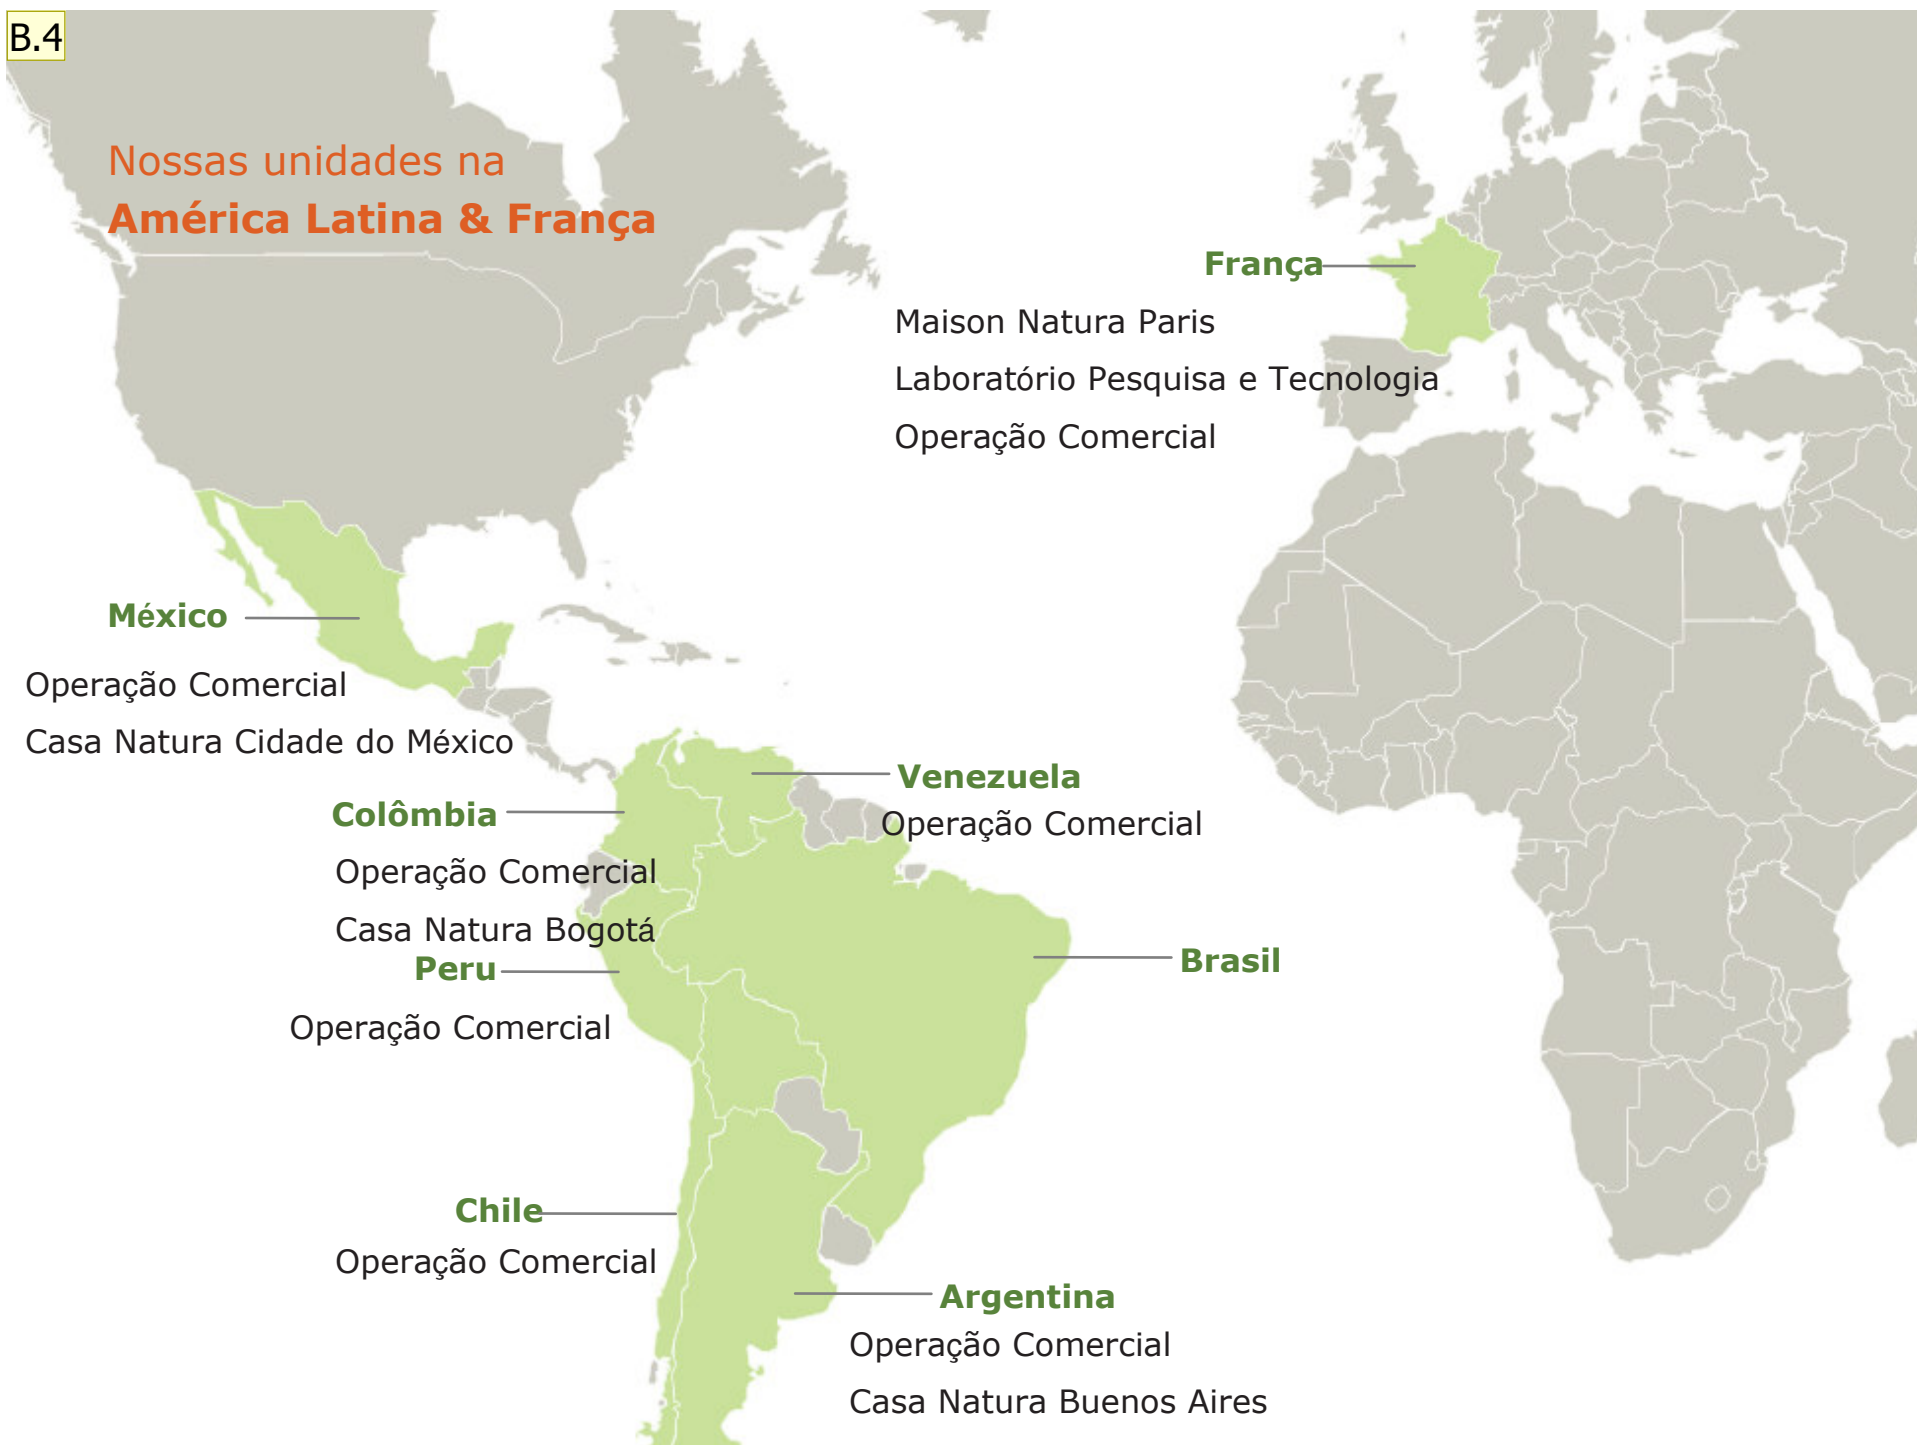 B.4
Nossas unidades na
América Latina & França
França
Maison Natura Paris
Laboratório Pesquisa e Tecnologia
Operação Comercial
México
Operação Comercial
Casa Natura Cidade do México
Venezuela
Operação Comercial
Colômbia
Operação Comercial
Casa Natura Bogotá
Peru
Operação Comercial
Brasil
Chile
Operação Comercial
Argentina
Operação Comercial
Casa Natura Buenos Aires